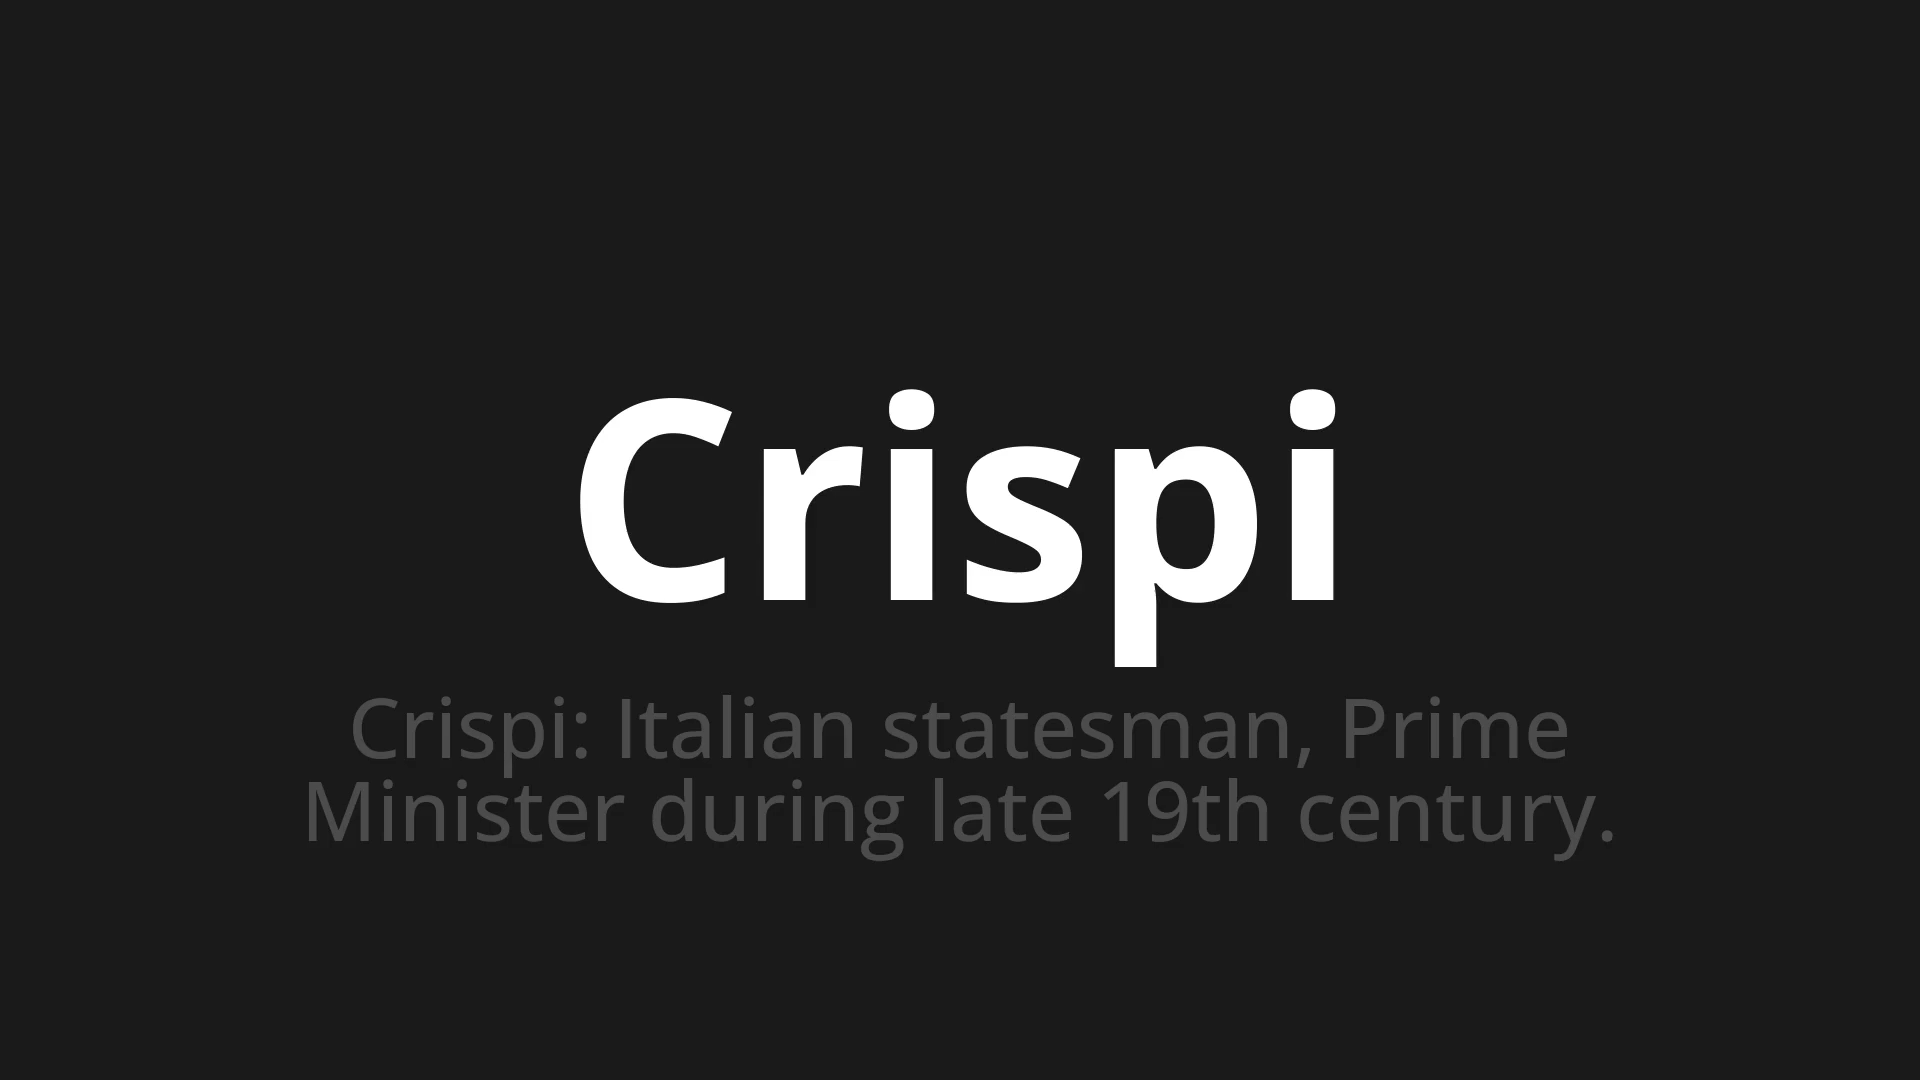 Crispi
Crispi: Italian statesman, Prime
Minister during late 19th century.